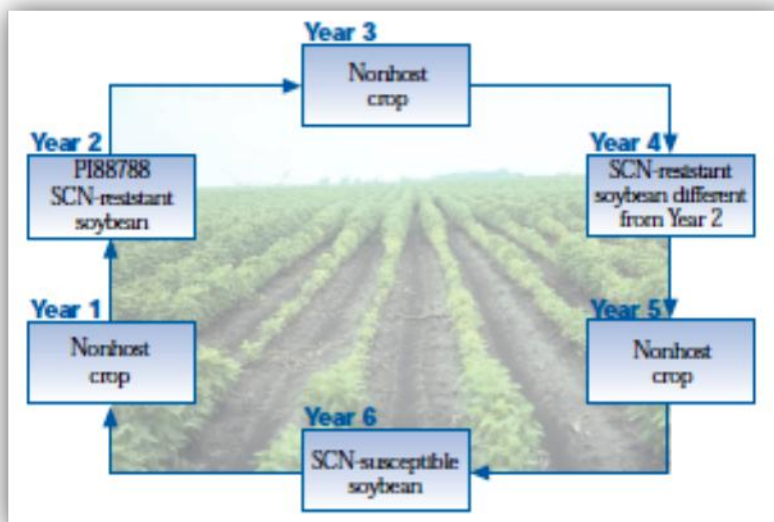 Year 3
Nonhost
crop
Year 2
PI88788
SCN-resistant
soybean
Year 4
SCN-resistant
soybean different
from Year 2
Year 1
Nonhost
crop
Year 5
Nonhost
crop
Year 6
SCN-susceptible
soybean